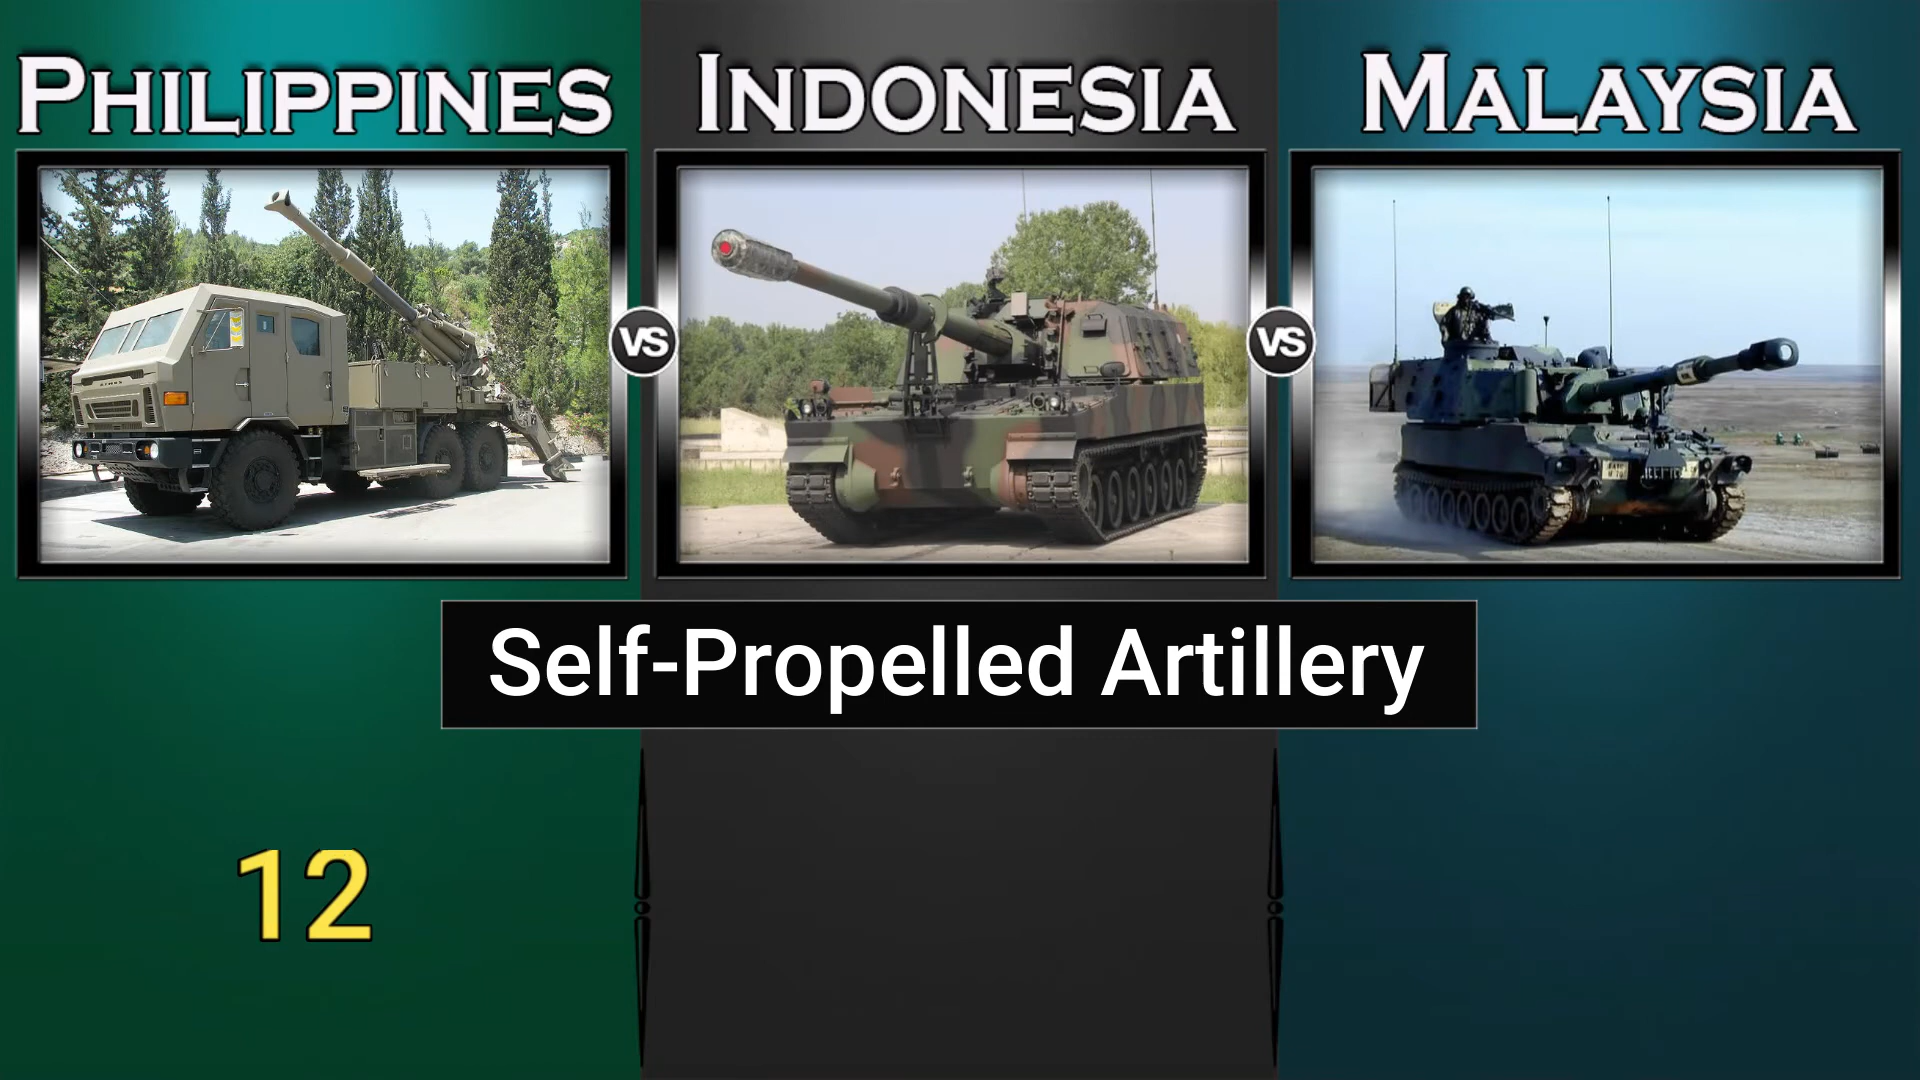 PHILIPPINES
INDONESIA
MALAYSIA
VS
VS
Self-Propelled Artillery
12